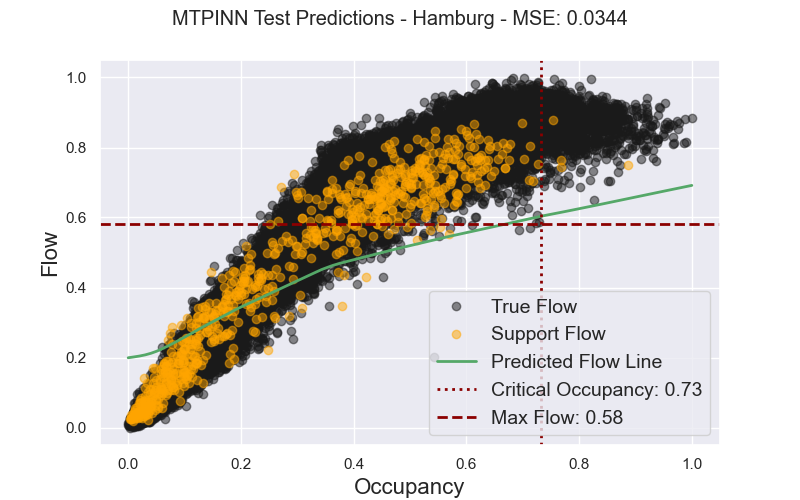 MTPINN Test Predictions - Hamburg - MSE: 0.0344
1.0
0.8
0.6
0.4
0.2
0.0
Flow
True Flow
Support Flow
Predicted Flow Line
Critical Occupancy: 0.73
Max Flow: 0.58
0.0 0.2 0.4 0.6 0.8 1.0
Occupancy